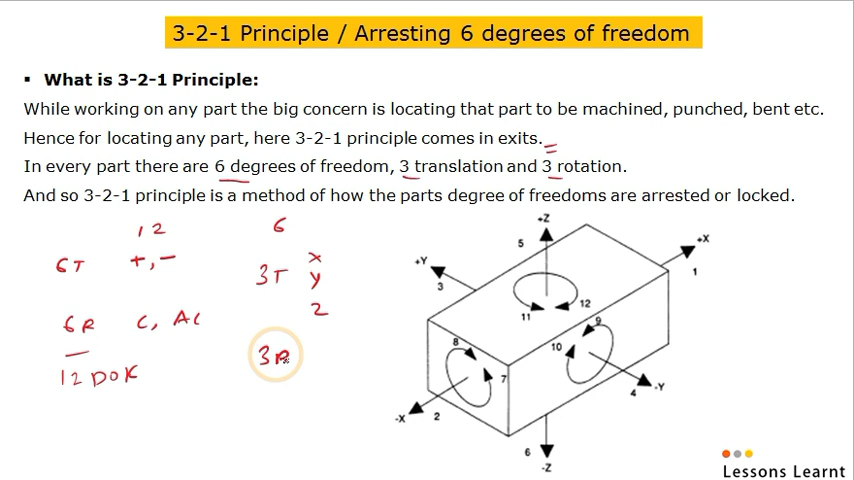 3-2-1 Principle / Arresting 6 degrees of freedom
▪ What is 3-2-1 Principle:
While working on any part the big concern is locating that part to be machined, punched, bent etc.
Hence for locating any part, here 3-2-1 principle comes in exits.
In every part there are 6 degrees of freedom, 3 translation and 3 rotation.
And so 3-2-1 principle is a method of how the parts degree of freedoms are arrested or locked.
12
6
6T +,-
3T x
y
z
6R C, AC
3R
12 DOF
+Z
5
+X
1
+Y
3
11
12
8
7
9
10
-X
2
4
-Y
6
-Z
Lessons Learnt